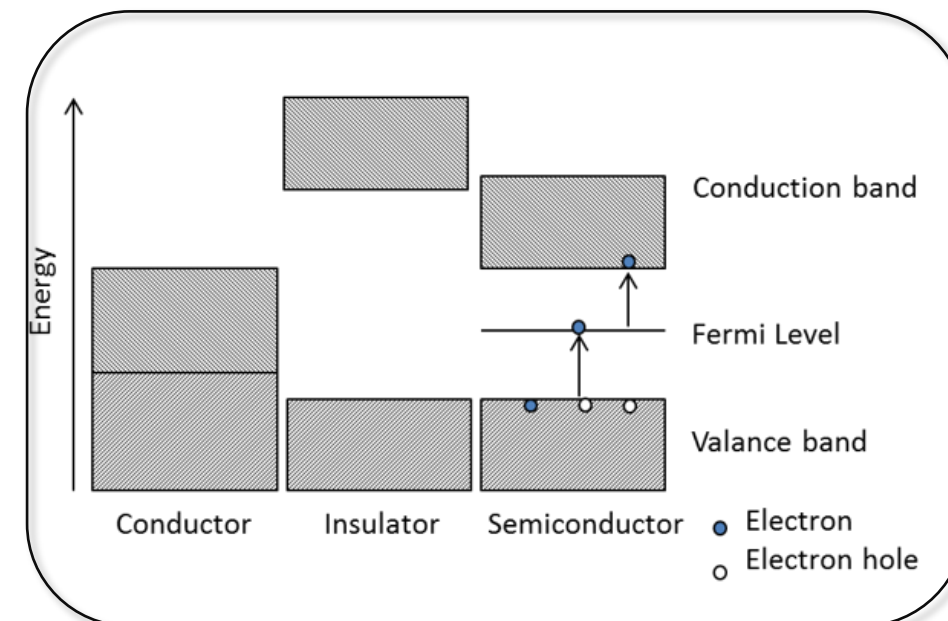 Energy
Conduction band
Fermi Level
Valance band
Conductor
Insulator
Semiconductor
Electron
Electron hole